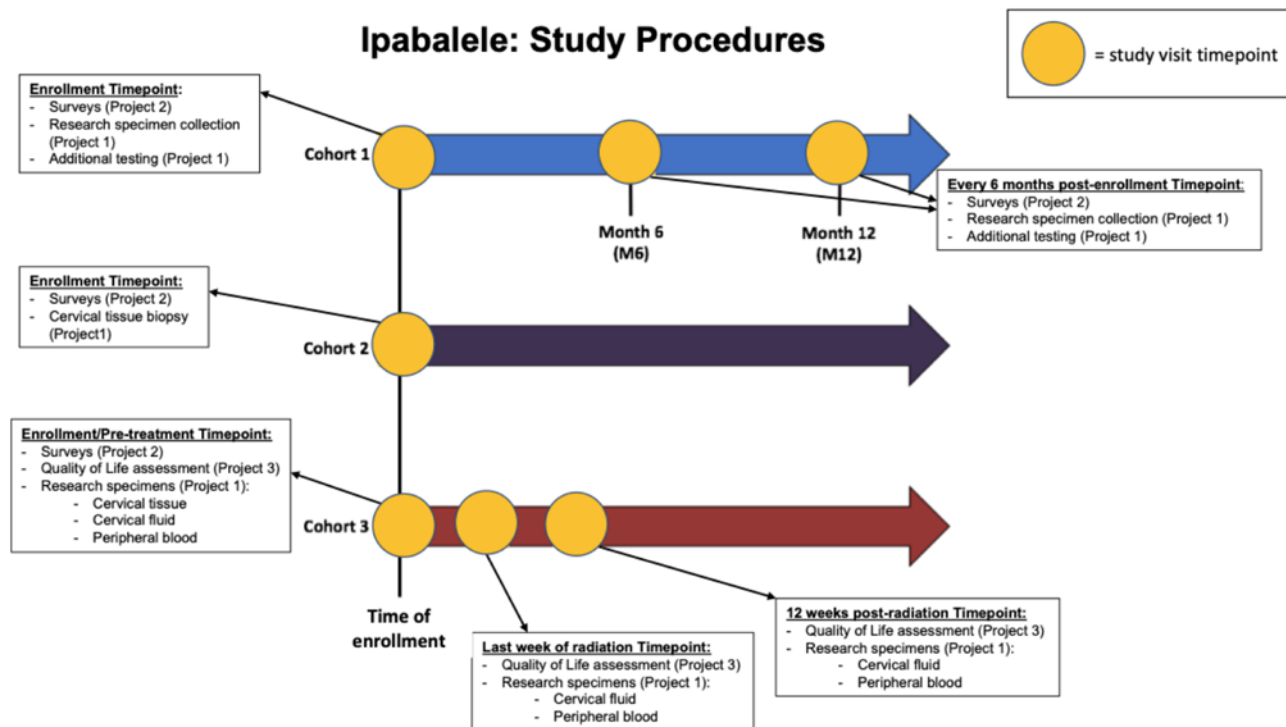 Ipabalele: Study Procedures
= study visit timepoint
Enrollment Timepoint:
- Surveys (Project 2)
- Research specimen collection
(Project 1)
- Additional testing (Project 1)
Cohort 1
Month 6
(M6)
Month 12
(M12)
Every 6 months post-enrollment Timepoint:
- Surveys (Project 2)
- Research specimen collection (Project 1)
- Additional testing (Project 1)
Enrollment Timepoint:
- Surveys (Project 2)
- Cervical tissue biopsy
(Project1)
Cohort 2
Enrollment/Pre-treatment Timepoint:
- Surveys (Project 2)
- Quality of Life assessment (Project 3)
- Research specimens (Project 1):
- Cervical tissue
- Cervical fluid
- Peripheral blood
Cohort 3
Time of
enrollment
Last week of radiation Timepoint:
- Quality of Life assessment (Project 3)
- Research specimens (Project 1):
- Cervical fluid
- Peripheral blood
12 weeks post-radiation Timepoint:
- Quality of Life assessment (Project 3)
- Research specimens (Project 1):
- Cervical fluid
- Peripheral blood